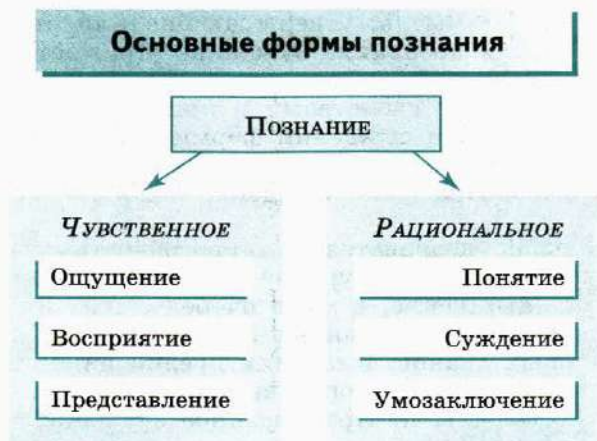 Основные формы познания
ПОЗНАНИЕ
ЧУВСТВЕННОЕ
Ощущение
Восприятие
Представление
РАЦИОНАЛЬНОЕ
Понятие
Суждение
Умозаключение